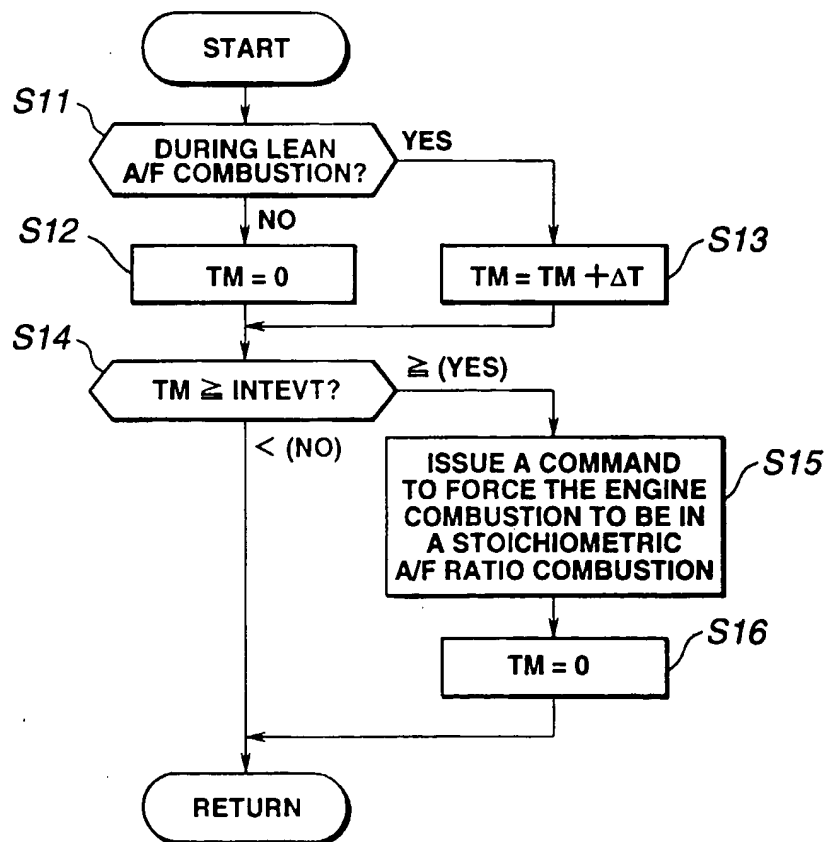 START
S11
DURING LEAN
A/F COMBUSTION?
YES
NO
S12
TM = 0
S13
TM = TM +ΔT
S14
TM ≧ INTEVT?
≧ (YES)
< (NO)
S15
ISSUE A COMMAND
TO FORCE THE ENGINE
COMBUSTION TO BE IN
A STOICHIOMETRIC
A/F RATIO COMBUSTION
S16
TM = 0
RETURN